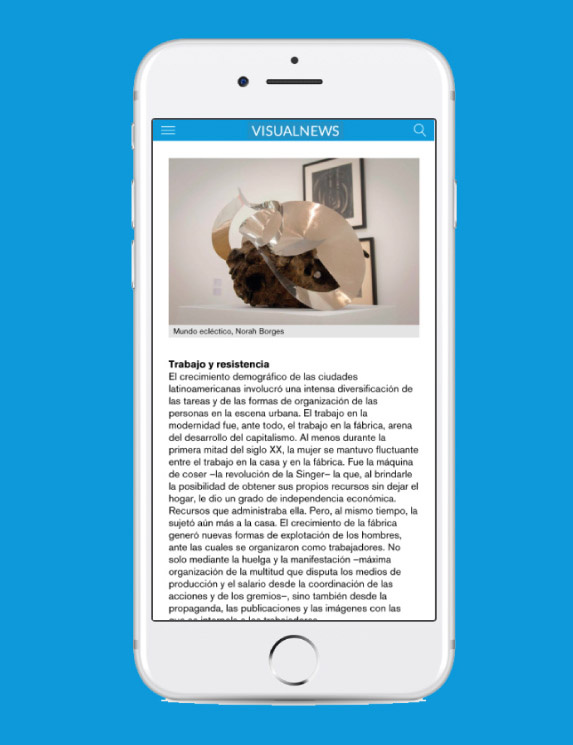 VISUALNEWS
Mundo ecléctico, Norah Borges
Trabajo y resistencia
El crecimiento demográfico de las ciudades
latinoamericanas involucró una intensa diversificación de
las tareas y de las formas de organización de las
personas en la escena urbana. El trabajo en la
modernidad fue, ante todo, el trabajo en la fábrica, arena
del desarrollo del capitalismo. Al menos durante la
primera mitad del siglo XX, la mujer se mantuvo fluctuante
entre el trabajo en la casa y en la fábrica. Fue la máquina
de coser –la revolución de la Singer– la que, al brindarle
la posibilidad de obtener sus propios recursos sin dejar el
hogar, le dio un grado de independencia económica.
Recursos que administraba ella. Pero, al mismo tiempo, la
sujetó aún más a la casa. El crecimiento de la fábrica
generó nuevas formas de explotación de los hombres,
ante las cuales se organizaron como trabajadores. No
solo mediante la huelga y la manifestación –máxima
organización de la multitud que disputa los medios de
producción y el salario desde la coordinación de las
acciones y de los gremios–, sino también desde la
propaganda, las publicaciones y las imágenes con las